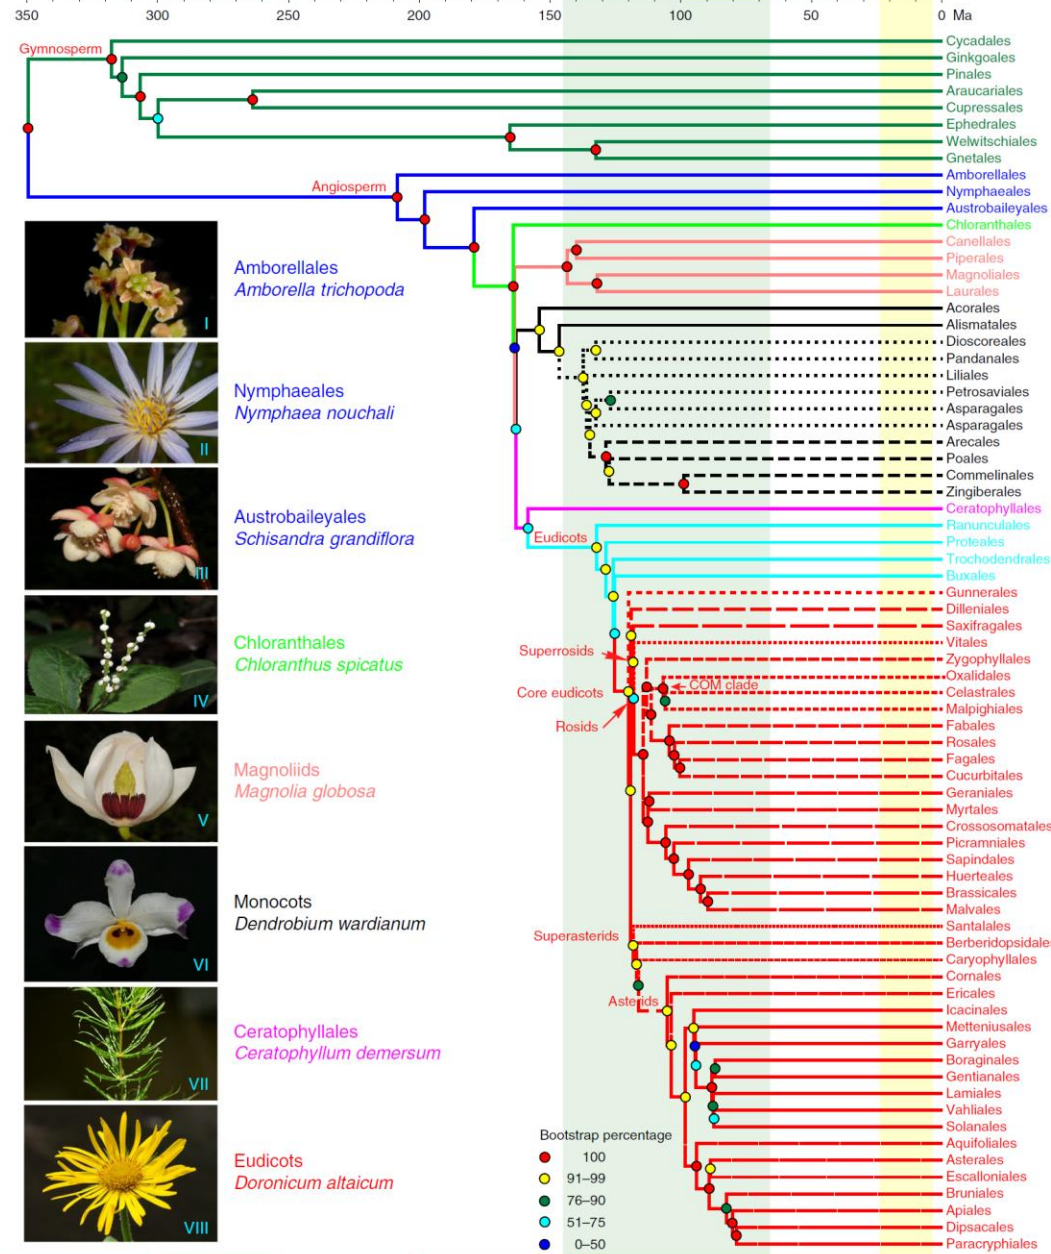 350 300 250 200 150 100 50 0 Ma
Gymnosperm
Cycadales
Ginkgoales
Pinales
Araucariales
Cupressales
Ephedrales
Welwitschiales
Gnetales
Angiosperm
Amborellales
Nymphaeales
Austrobaileyales
Chloranthales
Canellales
Piperales
Magnoliales
Laurales
Acorales
Alismatales
Dioscoreales
Pandanales
Liliales
Petrosaviales
Asparagales
Asparagales
Arecales
Poales
Commelinales
Zingiberales
Ceratophyllales
Eudicots
Ranunculales
Proteales
Trochodendrales
Buxales
Gunnerales
Dilleniales
Saxifragales
Vitales
Superrosids
Zygophyllales
Oxalidales
COM clade
Celastrales
Core eudicots
Malpighiales
Rosids
Fabales
Rosales
Fagales
Cucurbitales
Geraniales
Myrtales
Crossosomatales
Picramniales
Sapindales
Huerteales
Brassicales
Malvales
Santalales
Superasterids
Berberidopsidales
Caryophyllales
Cornales
Asterids
Ericales
Icacinales
Metteniusales
Garryales
Boraginales
Gentianales
Lamiales
Vahliales
Solanales
Aquifoliales
Asterales
Escalloniales
Bruniales
Apiales
Dipsacales
Paracryphiales
I
Amborellales
Amborella trichopoda
II
Nymphaeales
Nymphaea nouchali
III
Austrobaileyales
Schisandra grandiflora
IV
Chloranthales
Chloranthus spicatus
V
Magnoliids
Magnolia globosa
VI
Monocots
Dendrobium wardianum
VII
Ceratophyllales
Ceratophyllum demersum
VIII
Eudicots
Doronicum altaicum
Bootstrap percentage
100
91–99
76–90
51–75
0–50